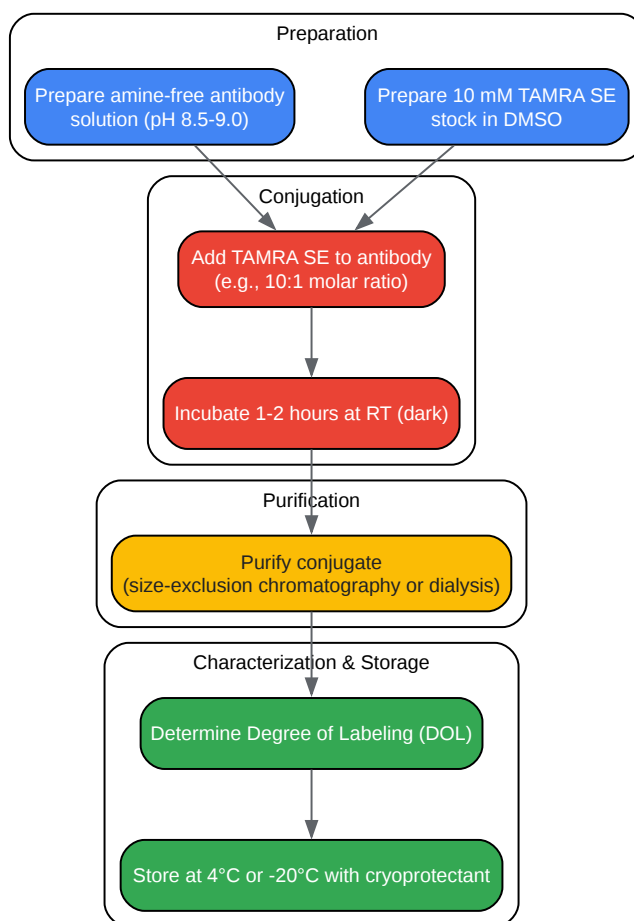 Preparation
Prepare amine-free antibody
solution (pH 8.5-9.0)
Prepare 10 mM TAMRA SE
stock in DMSO
Conjugation
Add TAMRA SE to antibody
(e.g., 10:1 molar ratio)
Incubate 1-2 hours at RT (dark)
Purification
Purify conjugate
(size-exclusion chromatography or dialysis)
Characterization & Storage
Determine Degree of Labeling (DOL)
Store at 4°C or -20°C with cryoprotectant